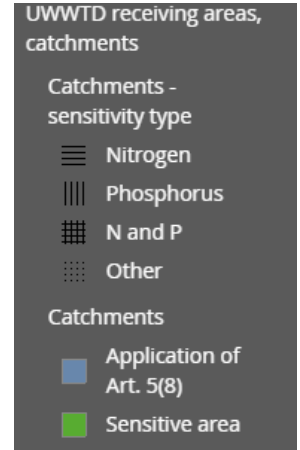 UWWTD receiving areas,
catchments
Catchments -
sensitivity type
Nitrogen
Phosphorus
N and P
Other
Catchments
Application of
Art. 5(8)
Sensitive area